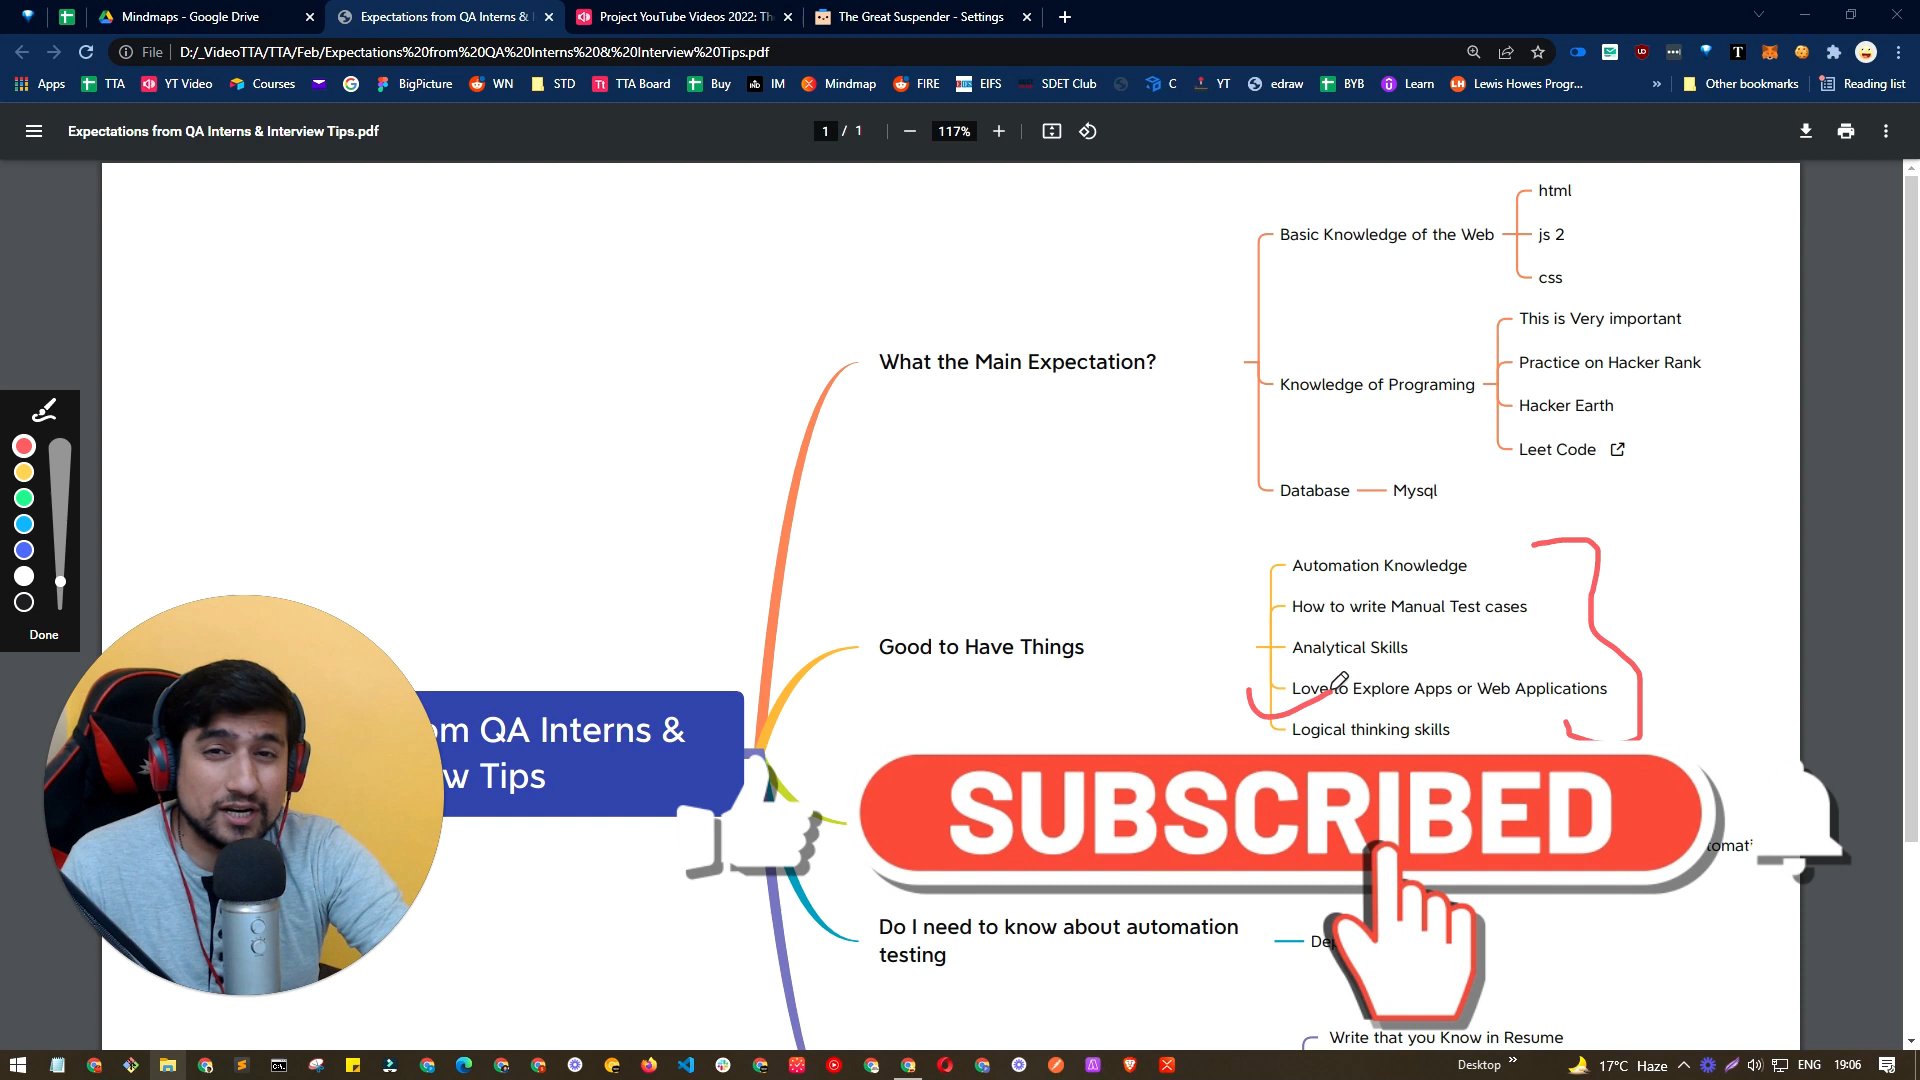 Mindmaps - Google Drive
Expectations from QA Interns &
Project YouTube Videos 2022: Th
The Great Suspender - Settings
File
D:/_VideoTTA/TTA/Feb/Expectations%20from%20QA%20Interns%20&%20Interview%20Tips.pdf
Apps
TTA
YT Video
Courses
BigPicture
WN
STD
TTA Board
Buy
IM
Mindmap
FIRE
EIFS
SDET Club
C
YT
edraw
BYB
Learn
Lewis Howes Progr...
Other bookmarks
Reading list
Expectations from QA Interns & Interview Tips.pdf
1 / 1
117%
html
Basic Knowledge of the Web
js 2
css
This is Very important
What the Main Expectation?
Practice on Hacker Rank
Knowledge of Programing
Hacker Earth
Leet Code
Database
Mysql
Automation Knowledge
How to write Manual Test cases
Good to Have Things
Analytical Skills
Love to Explore Apps or Web Applications
Logical thinking skills
Done
om QA Interns &
w Tips
SUBSCRIBED
tomati
Do I need to know about automation
testing
De
Write that you Know in Resume
Desktop
17°C Haze
ENG
19:06